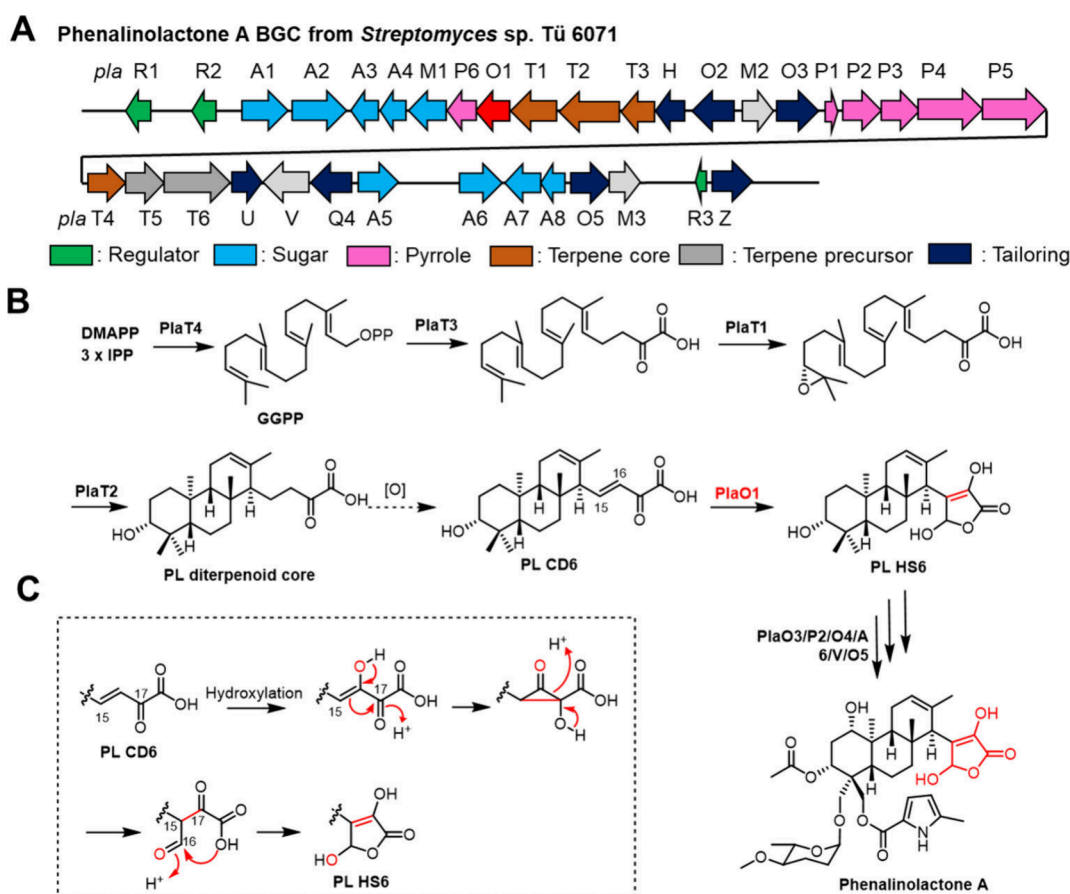 A Phenalinolactone A BGC from Streptomyces sp. Tü 6071
pla R1 R2 A1 A2 A3 A4 M1 P6 O1 T1 T2 T3 H O2 M2 O3 P1 P2 P3 P4 P5
pla T4 T5 T6 U V Q4 A5 A6 A7 A8 O5 M3 R3 Z
: Regulator : Sugar : Pyrrole : Terpene core : Terpene precursor : Tailoring
B
DMAPP
3 x IPP
PlaT4
OPP
GGPP
PlaT3
O
OH
O
PlaT1
O
O
OH
O
PlaT2
HO
H
H
H
O
OH
O
PL diterpenoid core
[O]
HO
H
H
H
15
16
O
OH
O
PL CD6
PlaO1
HO
H
H
H
OH
O
O
HO
PL HS6
C
15
17
O
OH
O
PL CD6
Hydroxylation
O
H
15
17
O
OH
O
H+
H+
O
O
OH
O
H
15
17
16
O
O
O
OH
H+
OH
O
O
HO
PL HS6
PlaO3/P2/O4/A
6/V/O5
OH
O
O
H
H
H
OH
O
O
HO
O
O
O
N
H
O
O
Phenalinolactone A